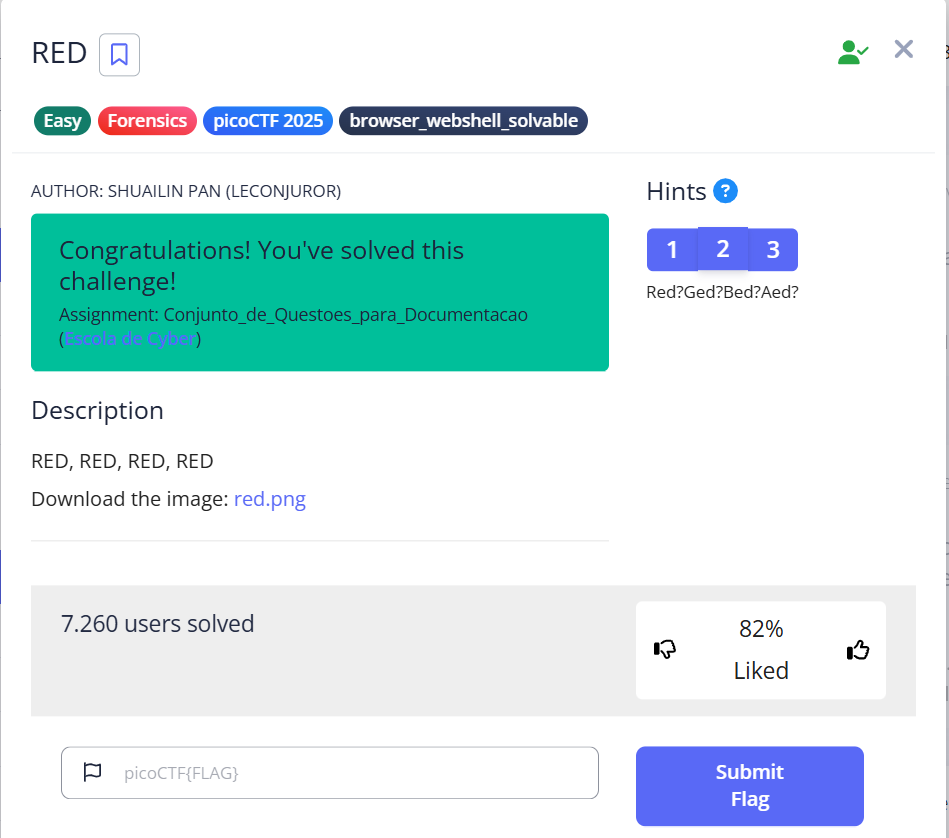 RED
Easy Forensics picoCTF 2025 browser_webshell_solvable
AUTHOR: SHUAILIN PAN (LECONJUROR)
Congratulations! You've solved this
challenge!
Assignment: Conjunto_de_Questoes_para_Documentacao
(Escola de Cyber)
Hints ?
1 2 3
Red?Ged?Bed?Aed?
Description
RED, RED, RED, RED
Download the image: red.png
7.260 users solved
82%
Liked
picoCTF{FLAG}
Submit
Flag